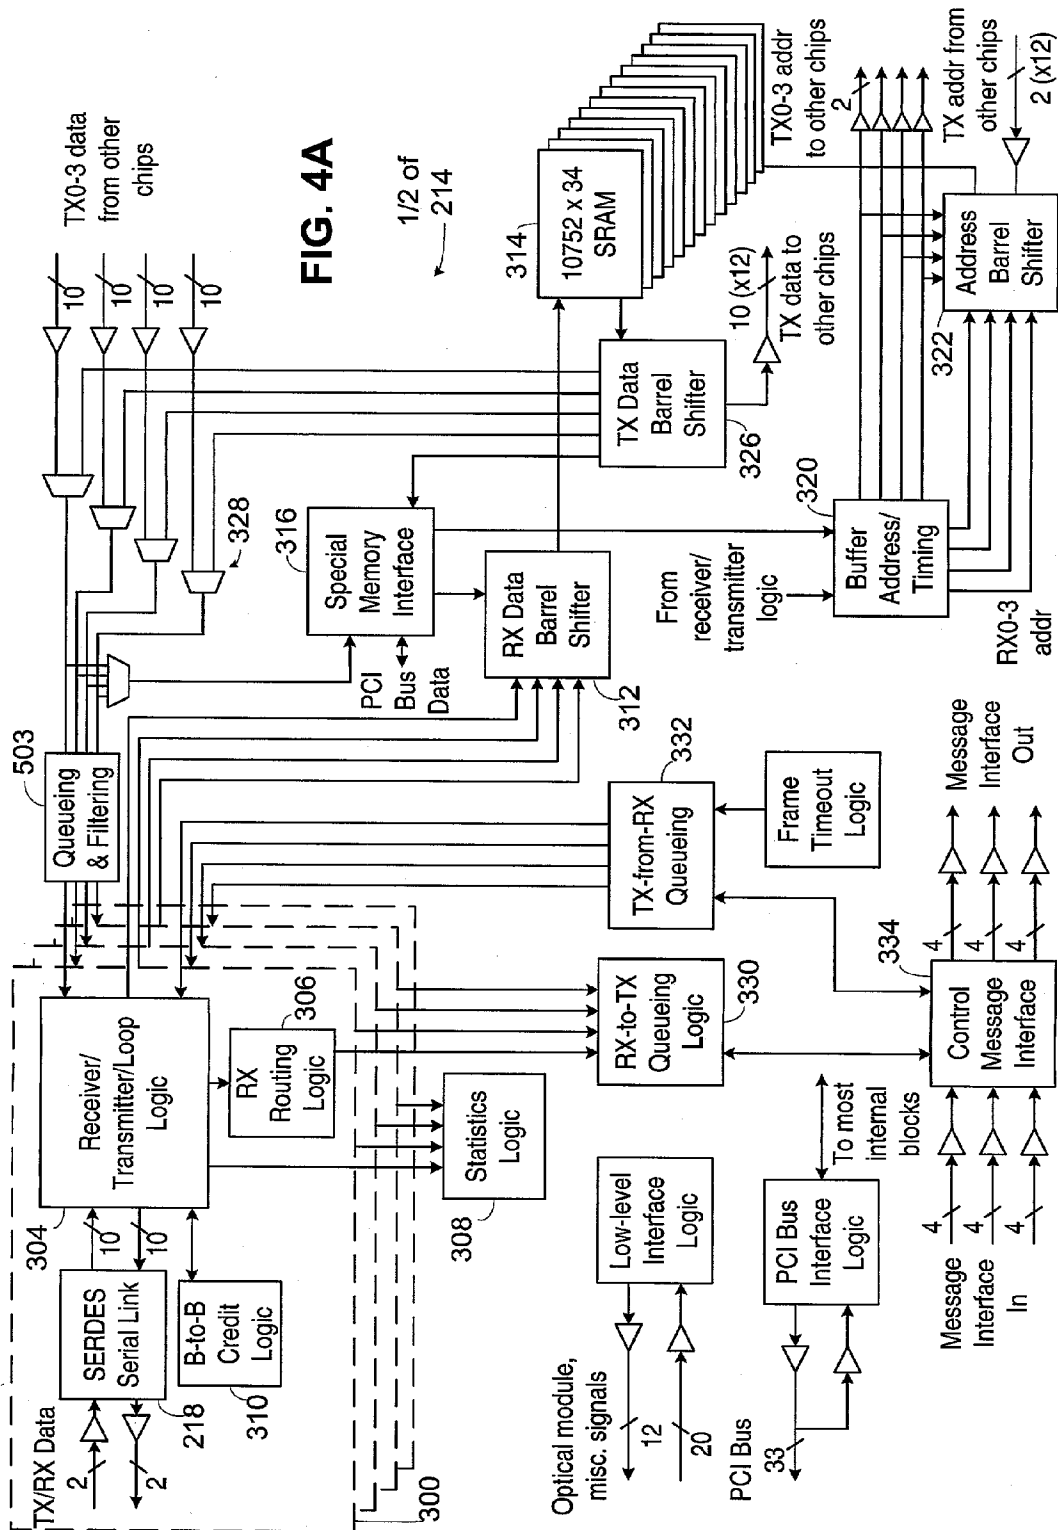 FIG. 4A
1/2 of
214
TX0-3 data
from other
chips
10
10
10
10
503
Queueing
& Filtering
328
316
Special
Memory
Interface
PCI
Bus
Data
RX Data
Barrel
Shifter
312
TX Data
Barrel
Shifter
326
314
10752 x 34
SRAM
10 (x12)
TX data to
other chips
TX0-3 addr
to other chips
2
TX addr from
other chips
2 (x12)
320
Buffer
Address/
Timing
From
receiver/
transmitter
logic
RX0-3
addr
322
Address
Barrel
Shifter
TX/RX Data
2
2
SERDES
Serial Link
218
10
10
304
Receiver/
Transmitter/Loop
Logic
B-to-B
Credit
Logic
310
306
RX
Routing
Logic
300
Statistics
Logic
308
332
TX-from-RX
Queueing
Frame
Timeout
Logic
RX-to-TX
Queueing
Logic
330
334
Control
Message
Interface
4
4
4
Message
Interface
Out
4
4
4
Message
Interface
In
Low-level
Interface
Logic
Optical module,
misc. signals
12
20
PCI Bus
Interface
Logic
To most
internal
blocks
PCI Bus
33